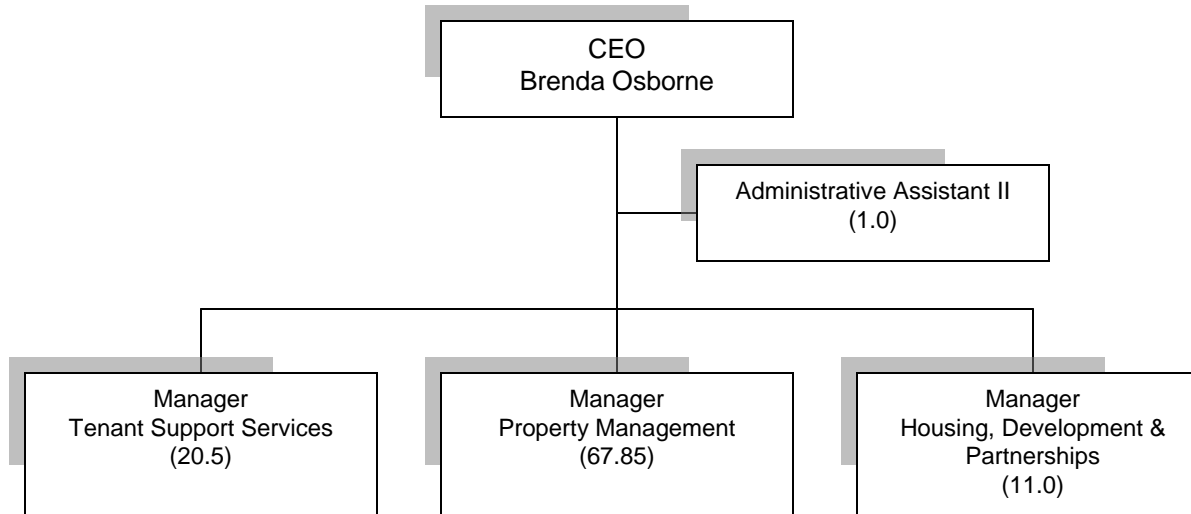 CEO
Brenda Osborne
Administrative Assistant II
(1.0)
Manager
Tenant Support Services
(20.5)
Manager
Property Management
(67.85)
Manager
Housing, Development &
Partnerships
(11.0)